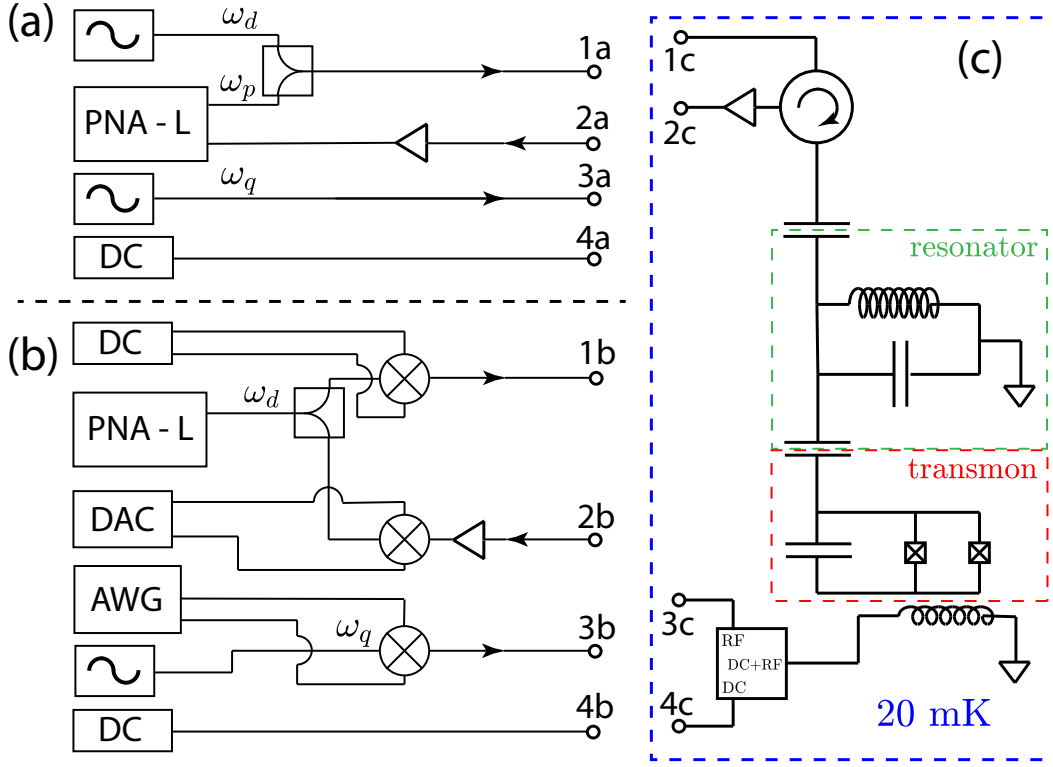 (a)
ω_d
1a
ω_p
PNA - L
2a
ω_q
3a
DC
4a
(b)
DC
1b
ω_d
PNA - L
DAC
2b
AWG
ω_q
3b
DC
4b
(c)
1c
2c
resonator
transmon
3c
RF
DC+RF
DC
4c
20 mK